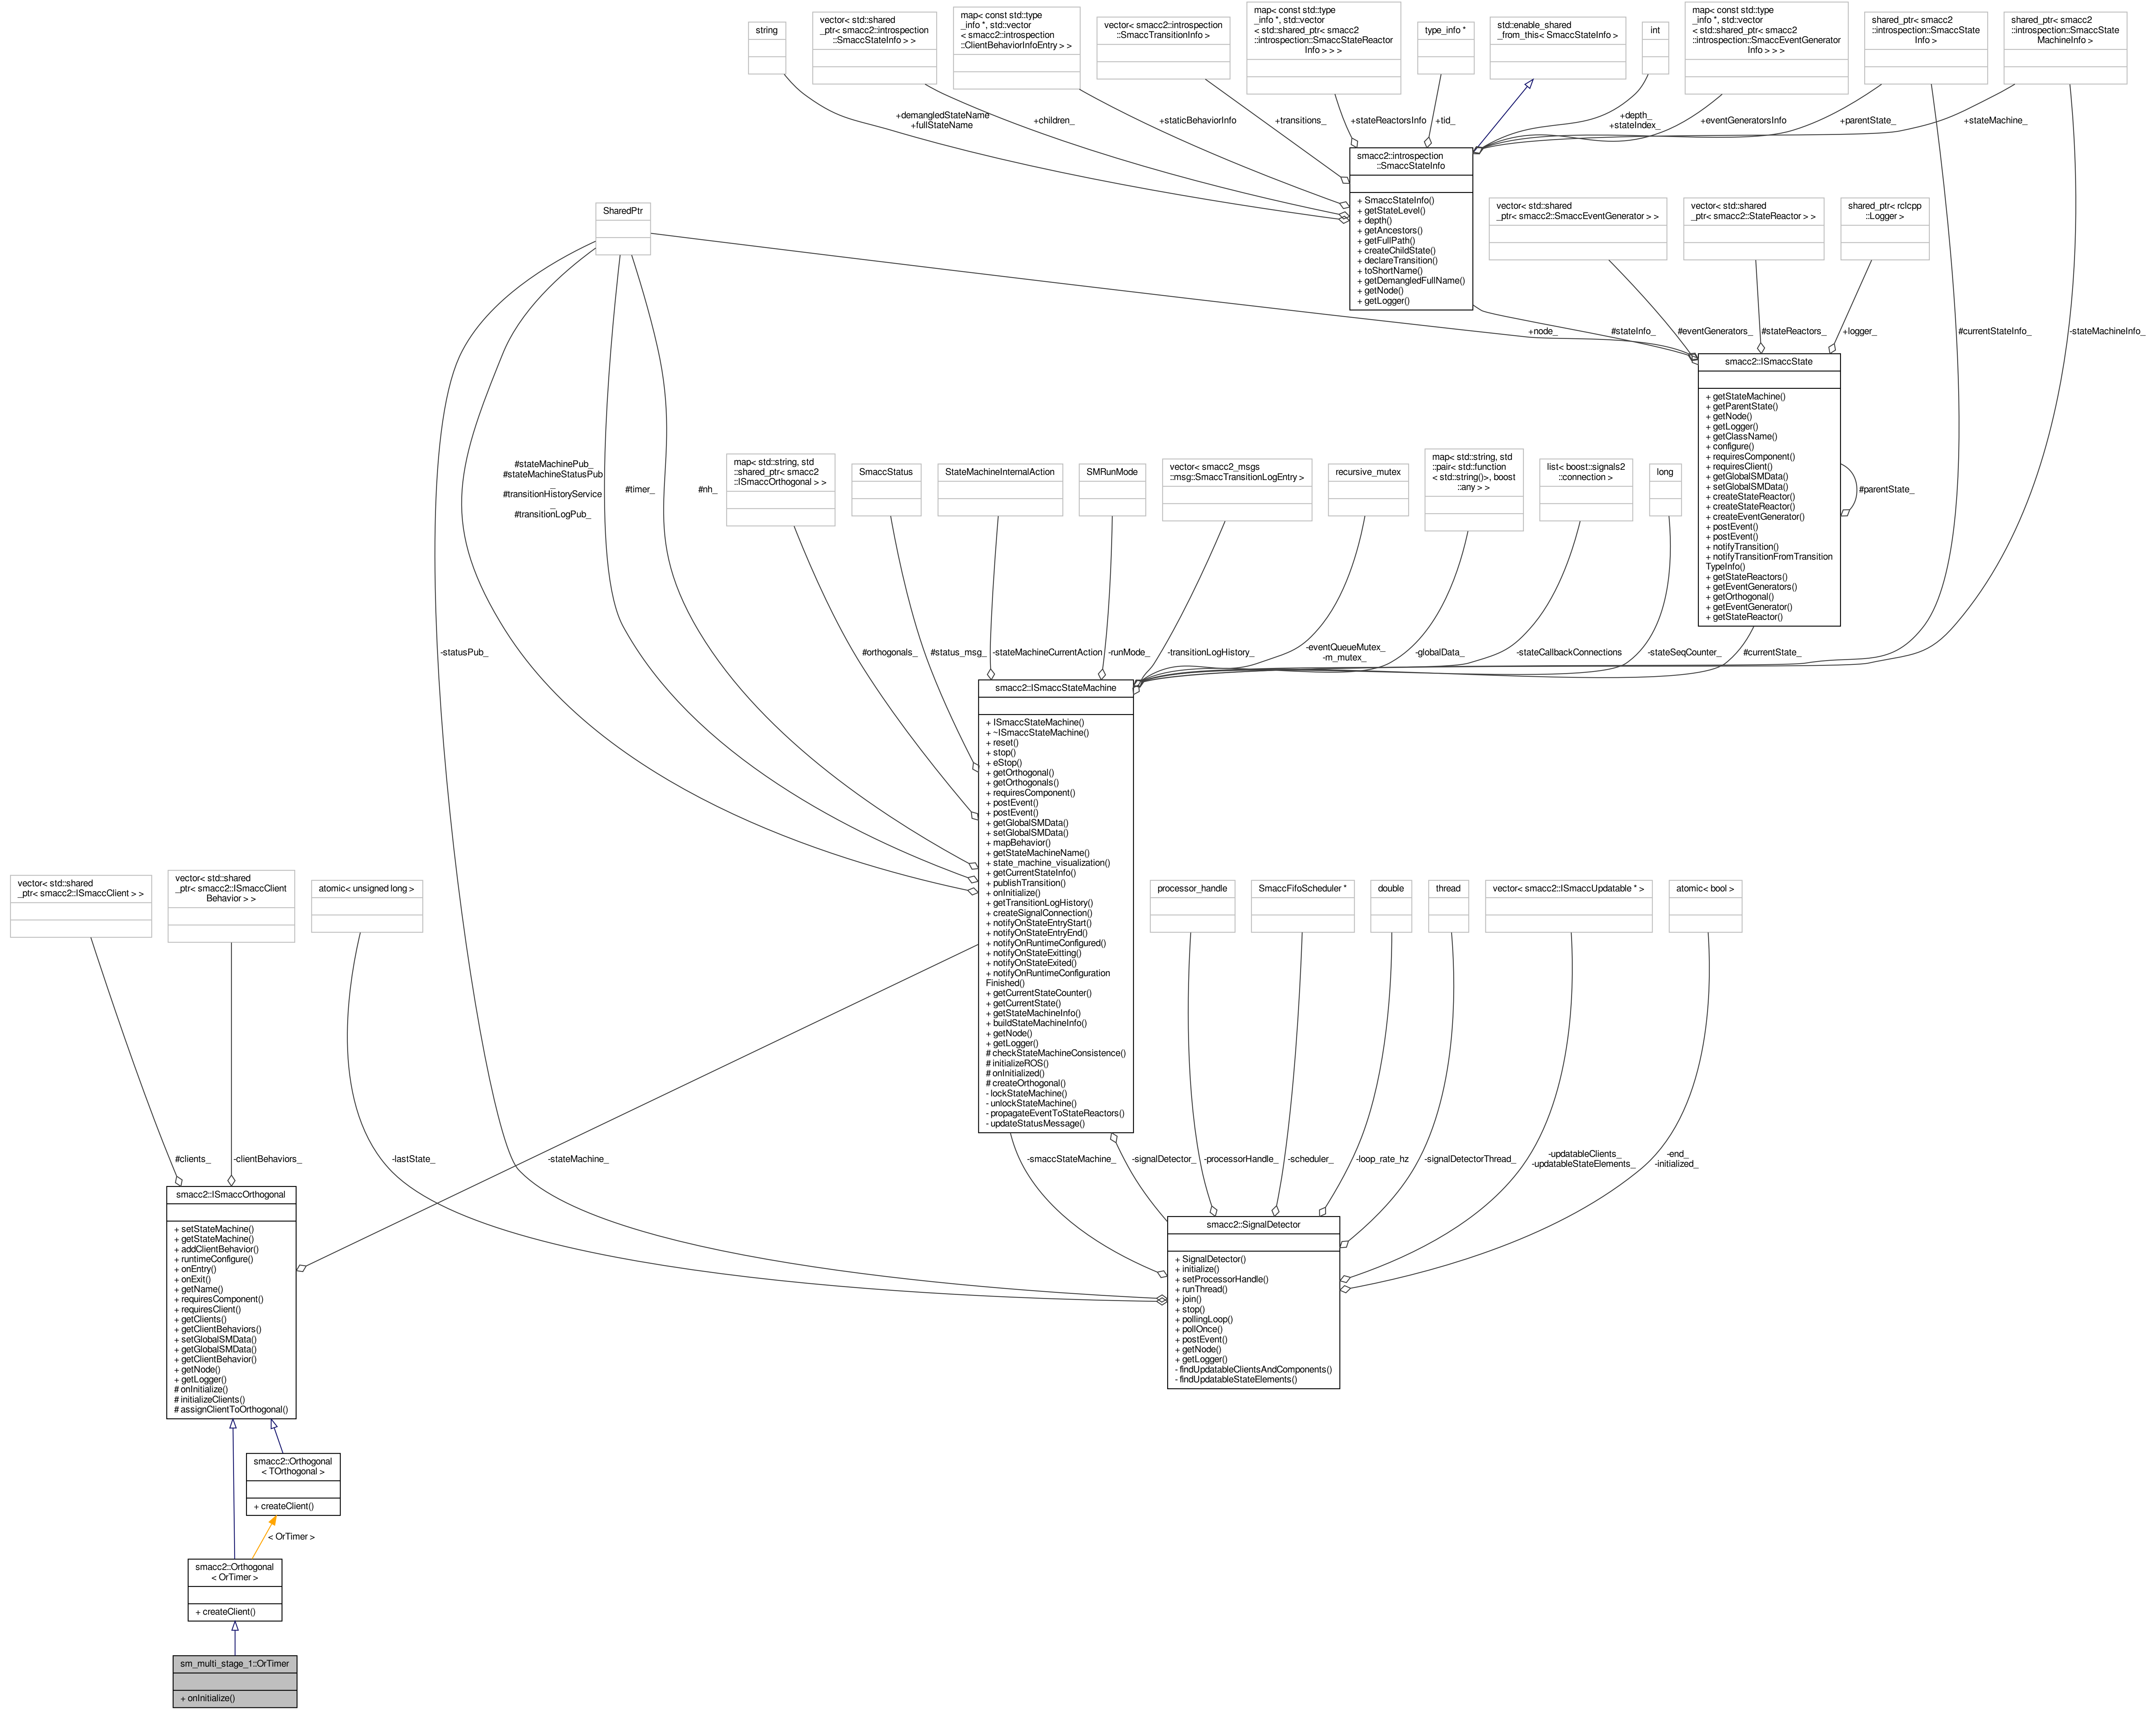 string
vector< std::shared
_ptr< smacc2::introspection
::SmaccStateInfo > >
map< const std::type
_info *, std::vector
< smacc2::introspection
::ClientBehaviorInfoEntry > >
vector< smacc2::introspection
::SmaccTransitionInfo >
map< const std::type
_info *, std::vector
< std::shared_ptr< smacc2
::introspection::SmaccStateReactor
Info > > >
type_info *
std::enable_shared
_from_this< SmaccStateInfo >
int
map< const std::type
_info *, std::vector
< std::shared_ptr< smacc2
::introspection::SmaccEventGenerator
Info > > >
shared_ptr< smacc2
::introspection::SmaccState
Info >
shared_ptr< smacc2
::introspection::SmaccState
MachineInfo >
+demangledStateName
+fullStateName
+children_
+staticBehaviorInfo
+transitions_
+stateReactorsInfo
+tid_
+depth_
+stateIndex_
+eventGeneratorsInfo
+parentState_
+stateMachine_
smacc2::introspection
::SmaccStateInfo
+ SmaccStateInfo()
+ getStateLevel()
+ depth()
+ getAncestors()
+ getFullPath()
+ createChildState()
+ declareTransition()
+ toShortName()
+ getDemangledFullName()
+ getNode()
+ getLogger()
SharedPtr
vector< std::shared
_ptr< smacc2::SmaccEventGenerator > >
vector< std::shared
_ptr< smacc2::StateReactor > >
shared_ptr< rclcpp
::Logger >
+node_
#stateInfo_
#eventGenerators_
#stateReactors_
+logger_
#currentStateInfo_
-stateMachineInfo_
smacc2::ISmaccState
+ getStateMachine()
+ getParentState()
+ getNode()
+ getLogger()
+ getClassName()
+ configure()
+ requiresComponent()
+ requiresClient()
+ getGlobalSMData()
+ setGlobalSMData()
+ createStateReactor()
+ createStateReactor()
+ createEventGenerator()
+ postEvent()
+ postEvent()
+ notifyTransition()
+ notifyTransitionFromTransition
TypeInfo()
+ getStateReactors()
+ getEventGenerators()
+ getOrthogonal()
+ getEventGenerator()
+ getStateReactor()
#parentState_
#stateMachinePub_
#stateMachineStatusPub
_
#transitionHistoryService
_
#transitionLogPub_
#timer_
#nh_
map< std::string, std
::shared_ptr< smacc2
::ISmaccOrthogonal > >
SmaccStatus
StateMachineInternalAction
SMRunMode
vector< smacc2_msgs
::msg::SmaccTransitionLogEntry >
recursive_mutex
map< std::string, std
::pair< std::function
< std::string()>, boost
::any > >
list< boost::signals2
::connection >
long
-statusPub_
#orthogonals_
#status_msg_
-stateMachineCurrentAction
-runMode_
-transitionLogHistory_
-eventQueueMutex_
-m_mutex_
-globalData_
-stateCallbackConnections
-stateSeqCounter_
#currentState_
smacc2::ISmaccStateMachine
+ ISmaccStateMachine()
+ ~ISmaccStateMachine()
+ reset()
+ stop()
+ eStop()
+ getOrthogonal()
+ getOrthogonals()
+ requiresComponent()
+ postEvent()
+ postEvent()
+ getGlobalSMData()
+ setGlobalSMData()
+ mapBehavior()
+ getStateMachineName()
+ state_machine_visualization()
+ getCurrentStateInfo()
+ publishTransition()
+ onInitialize()
+ getTransitionLogHistory()
+ createSignalConnection()
+ notifyOnStateEntryStart()
+ notifyOnStateEntryEnd()
+ notifyOnRuntimeConfigured()
+ notifyOnStateExitting()
+ notifyOnStateExited()
+ notifyOnRuntimeConfiguration
Finished()
+ getCurrentStateCounter()
+ getCurrentState()
+ getStateMachineInfo()
+ buildStateMachineInfo()
+ getNode()
+ getLogger()
# checkStateMachineConsistence()
# initializeROS()
# onInitialized()
# createOrthogonal()
- lockStateMachine()
- unlockStateMachine()
- propagateEventToStateReactors()
- updateStatusMessage()
vector< std::shared
_ptr< smacc2::ISmaccClient > >
vector< std::shared
_ptr< smacc2::ISmaccClient
Behavior > >
atomic< unsigned long >
processor_handle
SmaccFifoScheduler *
double
thread
vector< smacc2::ISmaccUpdatable * >
atomic< bool >
#clients_
-clientBehaviors_
-lastState_
-stateMachine_
-smaccStateMachine_
-signalDetector_
-processorHandle_
-scheduler_
-loop_rate_hz
-signalDetectorThread_
-updatableClients_
-updatableStateElements_
-end_
-initialized_
smacc2::ISmaccOrthogonal
+ setStateMachine()
+ getStateMachine()
+ addClientBehavior()
+ runtimeConfigure()
+ onEntry()
+ onExit()
+ getName()
+ requiresComponent()
+ requiresClient()
+ getClients()
+ getClientBehaviors()
+ setGlobalSMData()
+ getGlobalSMData()
+ getClientBehavior()
+ getNode()
+ getLogger()
# onInitialize()
# initializeClients()
# assignClientToOrthogonal()
smacc2::SignalDetector
+ SignalDetector()
+ initialize()
+ setProcessorHandle()
+ runThread()
+ join()
+ stop()
+ pollingLoop()
+ pollOnce()
+ postEvent()
+ getNode()
+ getLogger()
- findUpdatableClientsAndComponents()
- findUpdatableStateElements()
smacc2::Orthogonal
< TOrthogonal >
+ createClient()
< OrTimer >
smacc2::Orthogonal
< OrTimer >
+ createClient()
sm_multi_stage_1::OrTimer
+ onInitialize()